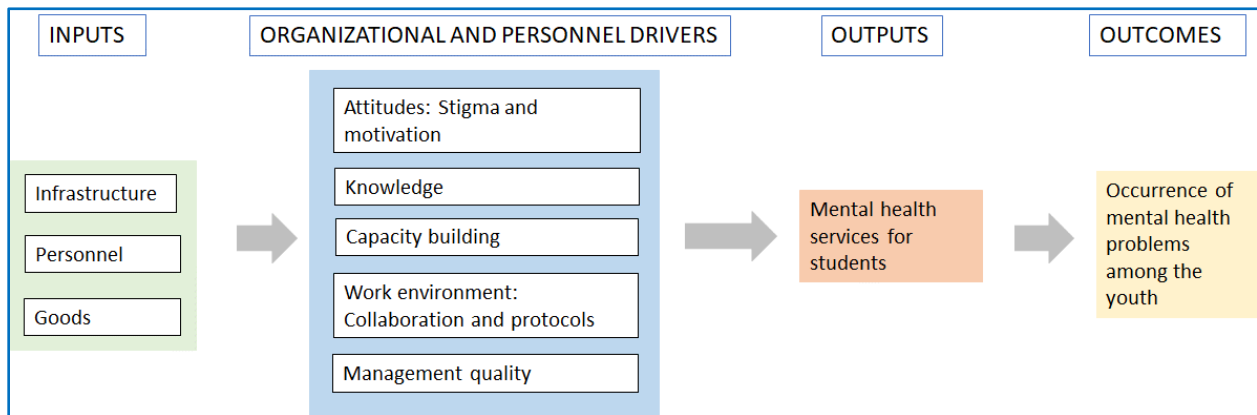 INPUTS
ORGANIZATIONAL AND PERSONNEL DRIVERS
OUTPUTS
OUTCOMES
Infrastructure
Personnel
Goods
Attitudes: Stigma and
motivation
Knowledge
Capacity building
Work environment:
Collaboration and protocols
Management quality
Mental health
services for
students
Occurrence of
mental health
problems
among the
youth